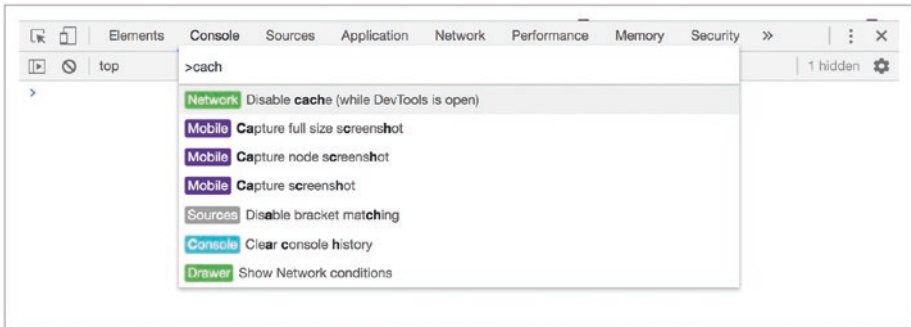 Elements Console Sources Application Network Performance Memory Security »
top >cach 1 hidden
>
Network Disable cache (while DevTools is open)
Mobile Capture full size screenshot
Mobile Capture node screenshot
Mobile Capture screenshot
Sources Disable bracket matching
Console Clear console history
Drawer Show Network conditions